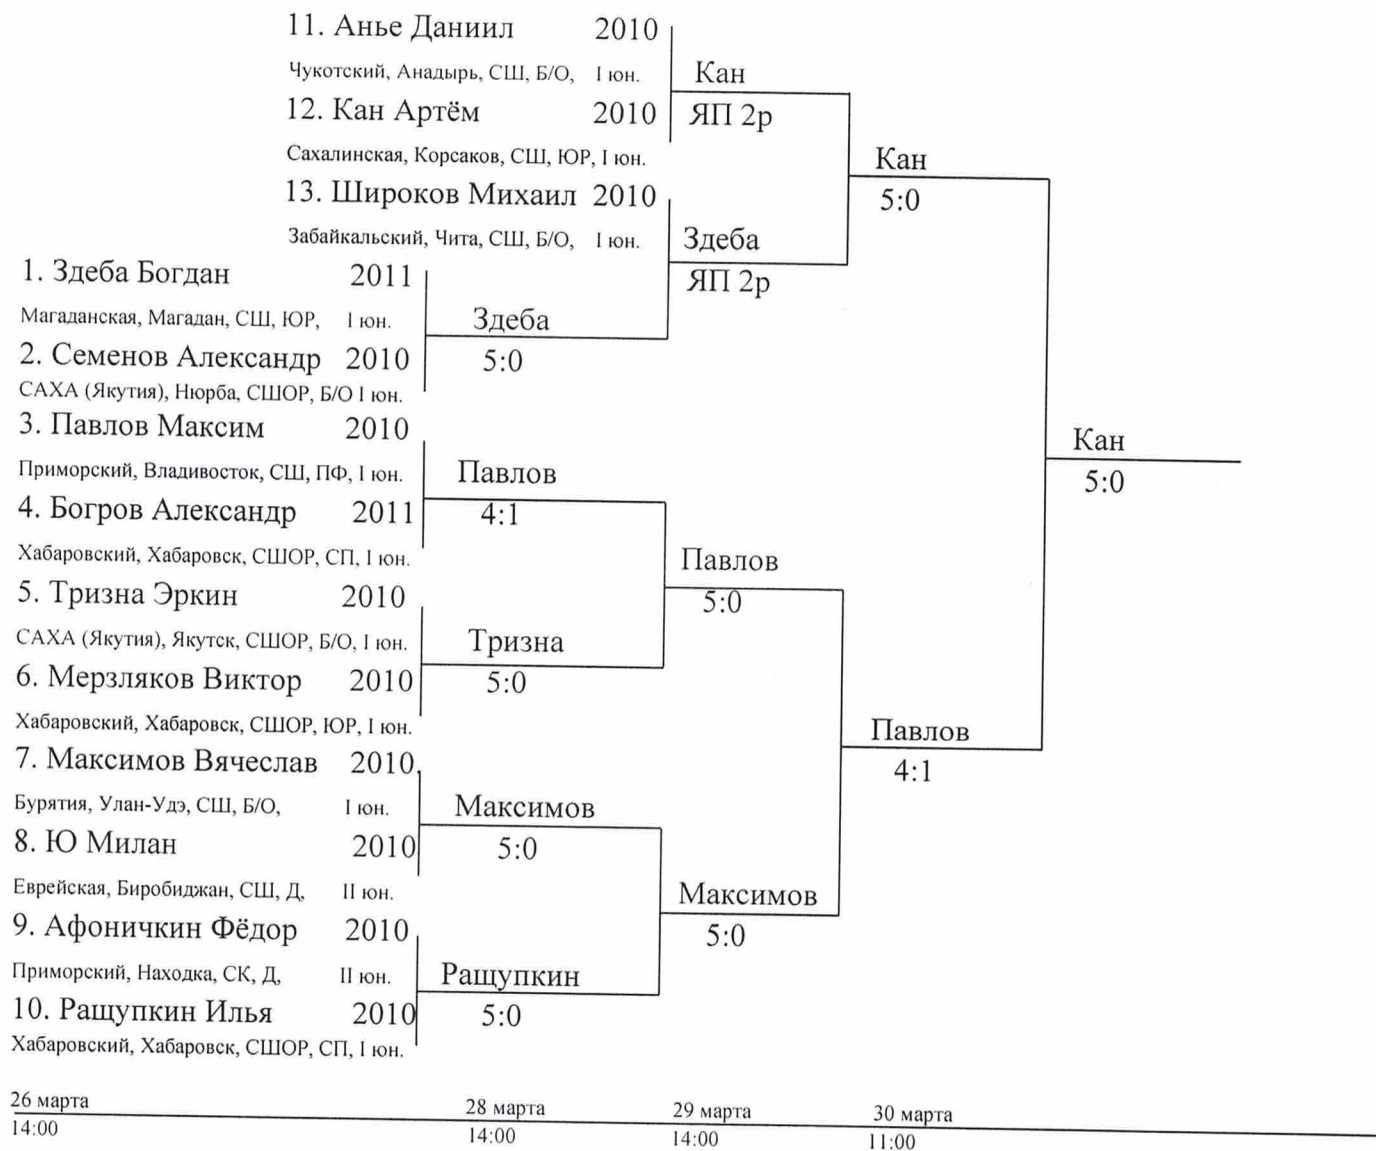 11. Анье Даниил 2010
Чукотский, Анадырь, СШ, Б/О, I юн.
Кан
12. Кан Артём 2010
ЯП 2р
Сахалинская, Корсаков, СШ, ЮР, I юн.
Кан
13. Широков Михаил 2010
5:0
Забайкальский, Чита, СШ, Б/О, I юн.
Здеба
1. Здеба Богдан 2011
ЯП 2р
Магаданская, Магадан, СШ, ЮР, I юн.
Здеба
2. Семенов Александр 2010
5:0
САХА (Якутия), Нюрба, СШОР, Б/О I юн.
3. Павлов Максим 2010
Кан
Приморский, Владивосток, СШ, ПФ, I юн.
Павлов
5:0
4. Богров Александр 2011
4:1
Хабаровский, Хабаровск, СШОР, СП, I юн.
Павлов
5. Тризна Эркин 2010
5:0
САХА (Якутия), Якутск, СШОР, Б/О, I юн.
Тризна
6. Мерзляков Виктор 2010
5:0
Хабаровский, Хабаровск, СШОР, ЮР, I юн.
Павлов
7. Максимов Вячеслав 2010
4:1
Бурятия, Улан-Удэ, СШ, Б/О, I юн.
Максимов
8. Ю Милан 2010
5:0
Еврейская, Биробиджан, СШ, Д, II юн.
Максимов
9. Афоничкин Фёдор 2010
5:0
Приморский, Находка, СК, Д, II юн.
Ращупкин
10. Ращупкин Илья 2010
5:0
Хабаровский, Хабаровск, СШОР, СП, I юн.
26 марта 28 марта 29 марта 30 марта
14:00 14:00 14:00 11:00